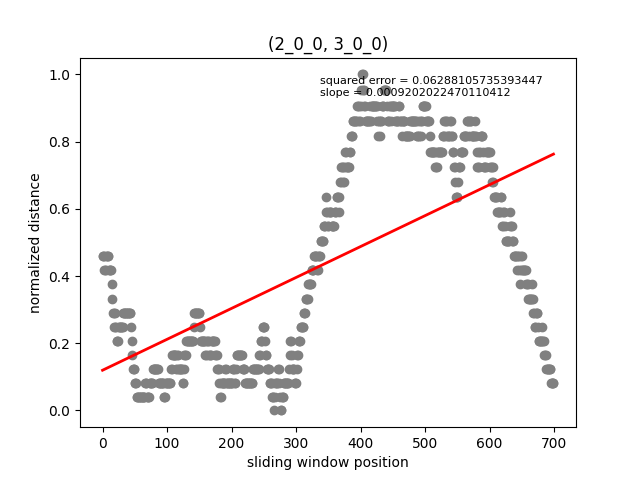 (2_0_0, 3_0_0)
squared error = 0.06288105735393447
slope = 0.0009202022470110412
normalized distance
1.0
0.8
0.6
0.4
0.2
0.0
0 100 200 300 400 500 600 700
sliding window position